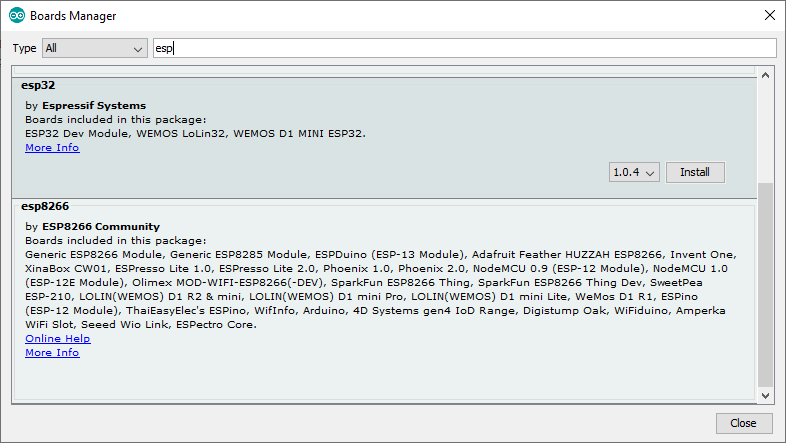 Boards Manager
Type All esp
esp32
by Espressif Systems
Boards included in this package:
ESP32 Dev Module, WEMOS LoLin32, WEMOS D1 MINI ESP32.
More Info
1.0.4 Install
esp8266
by ESP8266 Community
Boards included in this package:
Generic ESP8266 Module, Generic ESP8285 Module, ESPDuino (ESP-13 Module), Adafruit Feather HUZZAH ESP8266, Invent One,
XinaBox CW01, ESPresso Lite 1.0, ESPresso Lite 2.0, Phoenix 1.0, Phoenix 2.0, NodeMCU 0.9 (ESP-12 Module), NodeMCU 1.0
(ESP-12E Module), Olimex MOD-WIFI-ESP8266(-DEV), SparkFun ESP8266 Thing, SparkFun ESP8266 Thing Dev, SweetPea
ESP-210, LOLIN(WEMOS) D1 R2 & mini, LOLIN(WEMOS) D1 mini Pro, LOLIN(WEMOS) D1 mini Lite, WeMos D1 R1, ESPino
(ESP-12 Module), ThaiEasyElec's ESPino, WifInfo, Arduino, 4D Systems gen4 IoD Range, Digistump Oak, WiFiduino, Amperka
WiFi Slot, Seeed Wio Link, ESPectro Core.
Online Help
More Info
Close